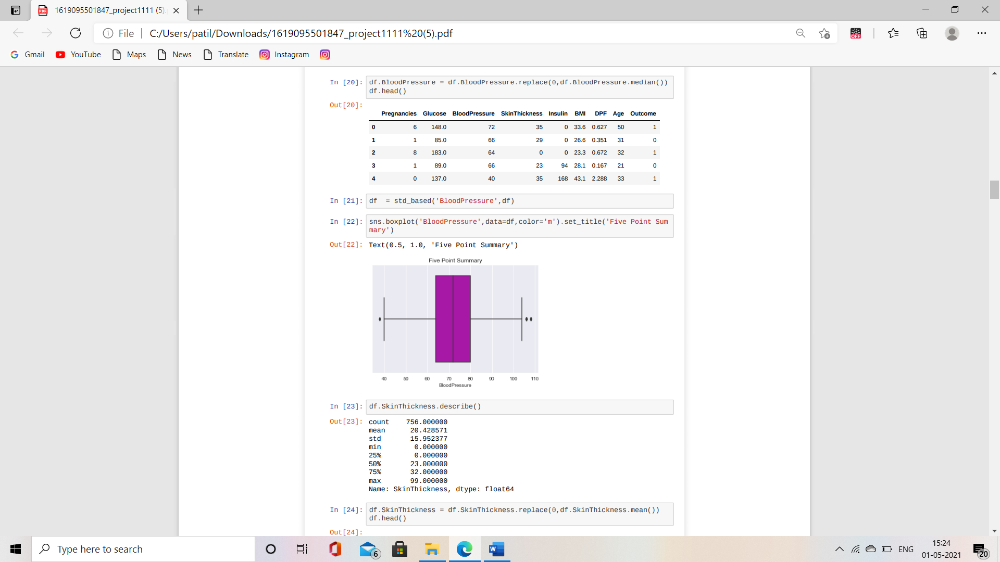 1619095501847_project1111 (5).
File C:/Users/patil/Downloads/1619095501847_project1111%20(5).pdf
OFF
Gmail YouTube Maps News Translate Instagram
In [20]: df.BloodPressure = df.BloodPressure.replace(0,df.BloodPressure.median())
df.head()
Out[20]:
Pregnancies Glucose BloodPressure SkinThickness Insulin BMI DPF Age Outcome
0 6 148.0 72 35 0 33.6 0.627 50 1
1 1 85.0 66 29 0 26.6 0.351 31 0
2 8 183.0 64 0 0 23.3 0.672 32 1
3 1 89.0 66 23 94 28.1 0.167 21 0
4 0 137.0 40 35 168 43.1 2.288 33 1
In [21]: df = std_based('BloodPressure',df)
In [22]: sns.boxplot('BloodPressure',data=df,color='m').set_title('Five Point Sum
mary')
Out[22]: Text(0.5, 1.0, 'Five Point Summary')
Five Point Summary
40 50 60 70 80 90 100 110
BloodPressure
In [23]: df.SkinThickness.describe()
Out[23]: count 756.000000
mean 20.428571
std 15.952377
min 0.000000
25% 0.000000
50% 23.000000
75% 32.000000
max 99.000000
Name: SkinThickness, dtype: float64
In [24]: df.SkinThickness = df.SkinThickness.replace(0,df.SkinThickness.mean())
df.head()
Out[24]:
Type here to search
6
W
ENG
15:24
01-05-2021
20